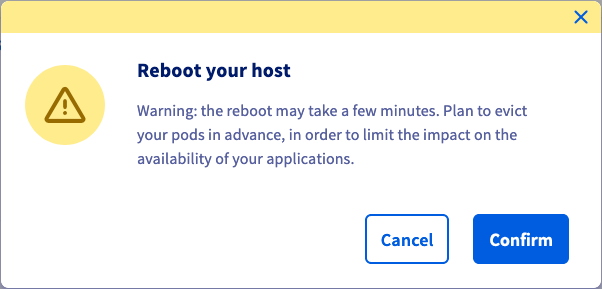 Reboot your host
Warning: the reboot may take a few minutes. Plan to evict
your pods in advance, in order to limit the impact on the
availability of your applications.
Cancel
Confirm